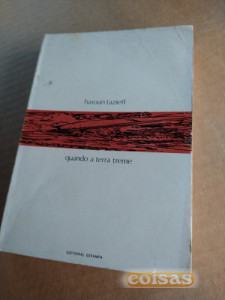 haroun tazieff
quando a terra treme
EDITORIAL ESTAMPA
coisas